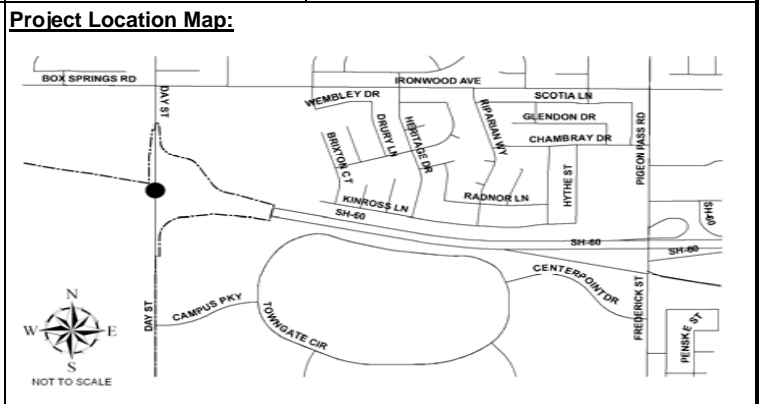 Project Location Map:
BOX SPRINGS RD
IRONWOOD AVE
DAY ST
WEMBLEY DR
SCOTIA LN
GLENDON DR
CHAMBRAY DR
DRURY LN
HERITAGE DR
RIPARIAN WY
BRIXTON CT
PIGEON PASS RD
HYTHE ST
KINROSS LN
RADNOR LN
SH-60
SH-60
SH-60
SH-60
CENTERPOINT DR
CAMPUS PKY
TOWNGATE CIR
DAY ST
FREDERICK ST
PENSKE ST
N
W
E
S
NOT TO SCALE